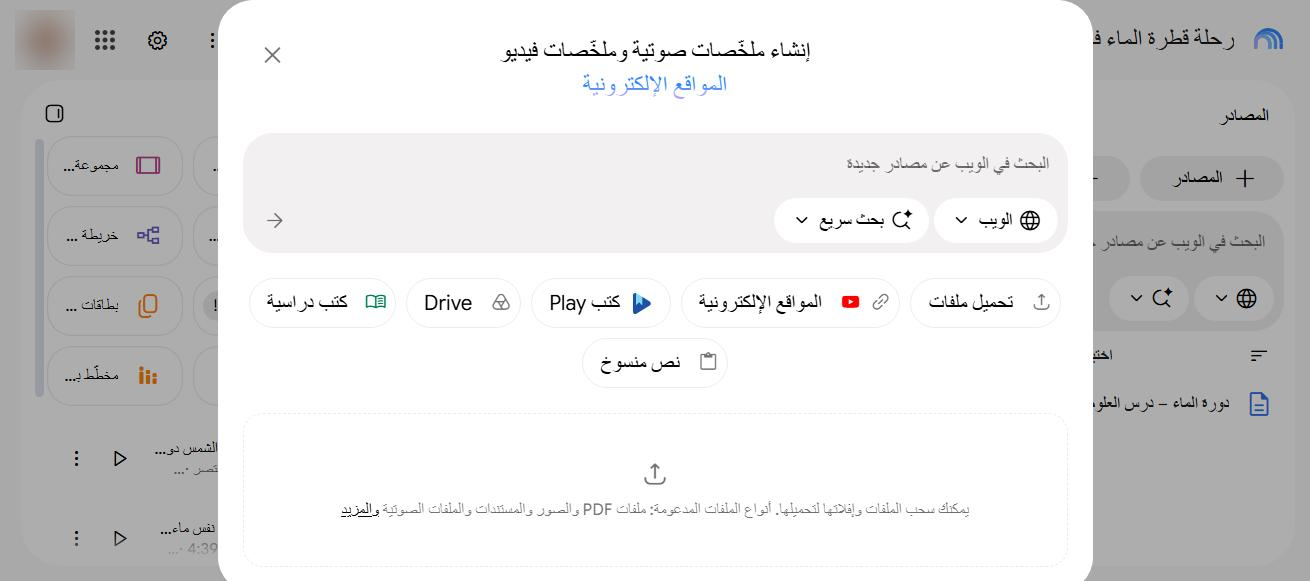 إنشاء ملخّصات صوتية وملخّصات فيديو
المواقع الإلكترونية
البحث في الويب عن مصادر جديدة
الويب
بحث سريع
تحميل ملفات
المواقع الإلكترونية
كتب Play
Drive
كتب دراسية
نص منسوخ
يمكنك سحب الملفات وإفلاتها لتحميلها. أنواع الملفات المدعومة: ملفات PDF والصور والمستندات والملفات الصوتية والمزيد
رحلة قطرة الماء
المصادر
المصادر
البحث في الويب عن مصادر
دورة الماء – درس
مجموعة...
خريطة ...
بطاقات ...
مخطّط بـ...
الشمس دو...
نفس ماء...
4:39